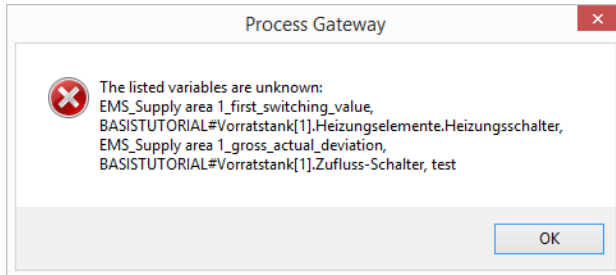 Process Gateway
The listed variables are unknown:
EMS_Supply area 1_first_switching_value,
BASISTUTORIAL#Vorratstank[1].Heizungselemente.Heizungsschalter,
EMS_Supply area 1_gross_actual_deviation,
BASISTUTORIAL#Vorratstank[1].Zufluss-Schalter, test
OK